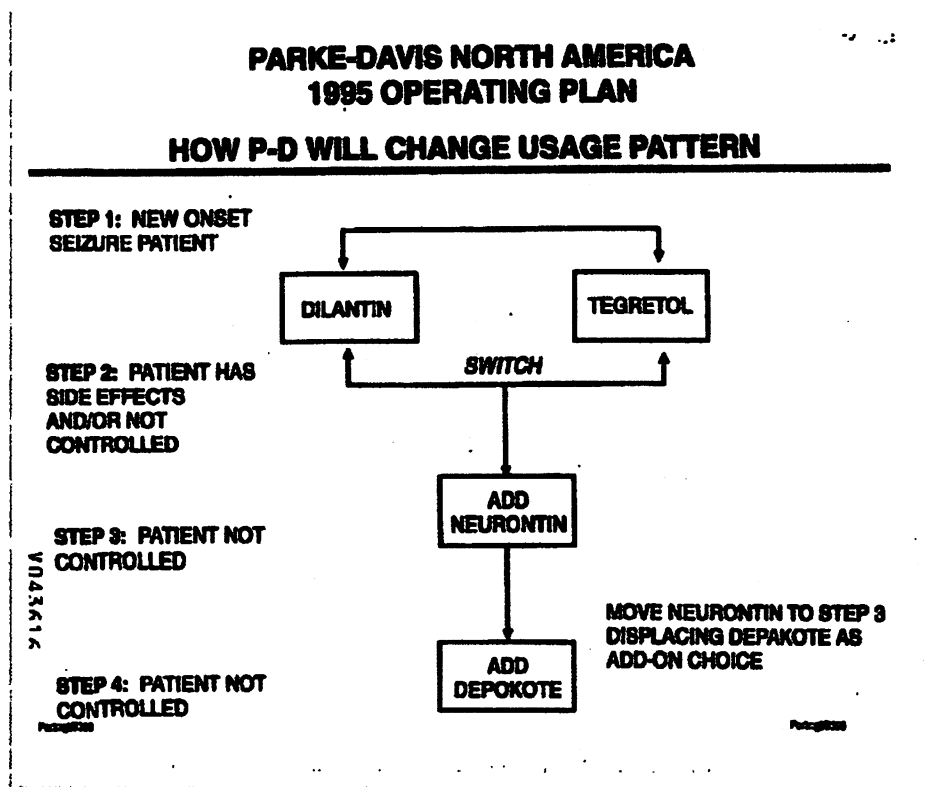 PARKE-DAVIS NORTH AMERICA
1995 OPERATING PLAN
HOW P-D WILL CHANGE USAGE PATTERN
STEP 1: NEW ONSET
SEIZURE PATIENT
DILANTIN
TEGRETOL
STEP 2: PATIENT HAS
SIDE EFFECTS
AND/OR NOT
CONTROLLED
SWITCH
ADD
NEURONTIN
STEP 3: PATIENT NOT
CONTROLLED
V043616
MOVE NEURONTIN TO STEP 3
DISPLACING DEPAKOTE AS
ADD-ON CHOICE
ADD
DEPOKOTE
STEP 4: PATIENT NOT
CONTROLLED